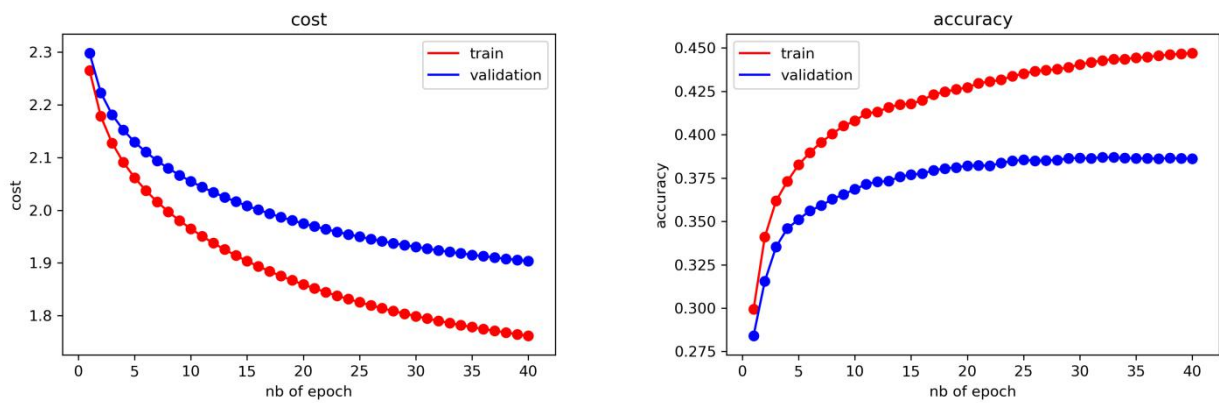 cost
train
validation
2.3
2.2
2.1
2.0
1.9
1.8
cost
0 5 10 15 20 25 30 35 40
nb of epoch
accuracy
train
validation
0.450
0.425
0.400
0.375
0.350
0.325
0.300
0.275
accuracy
0 5 10 15 20 25 30 35 40
nb of epoch